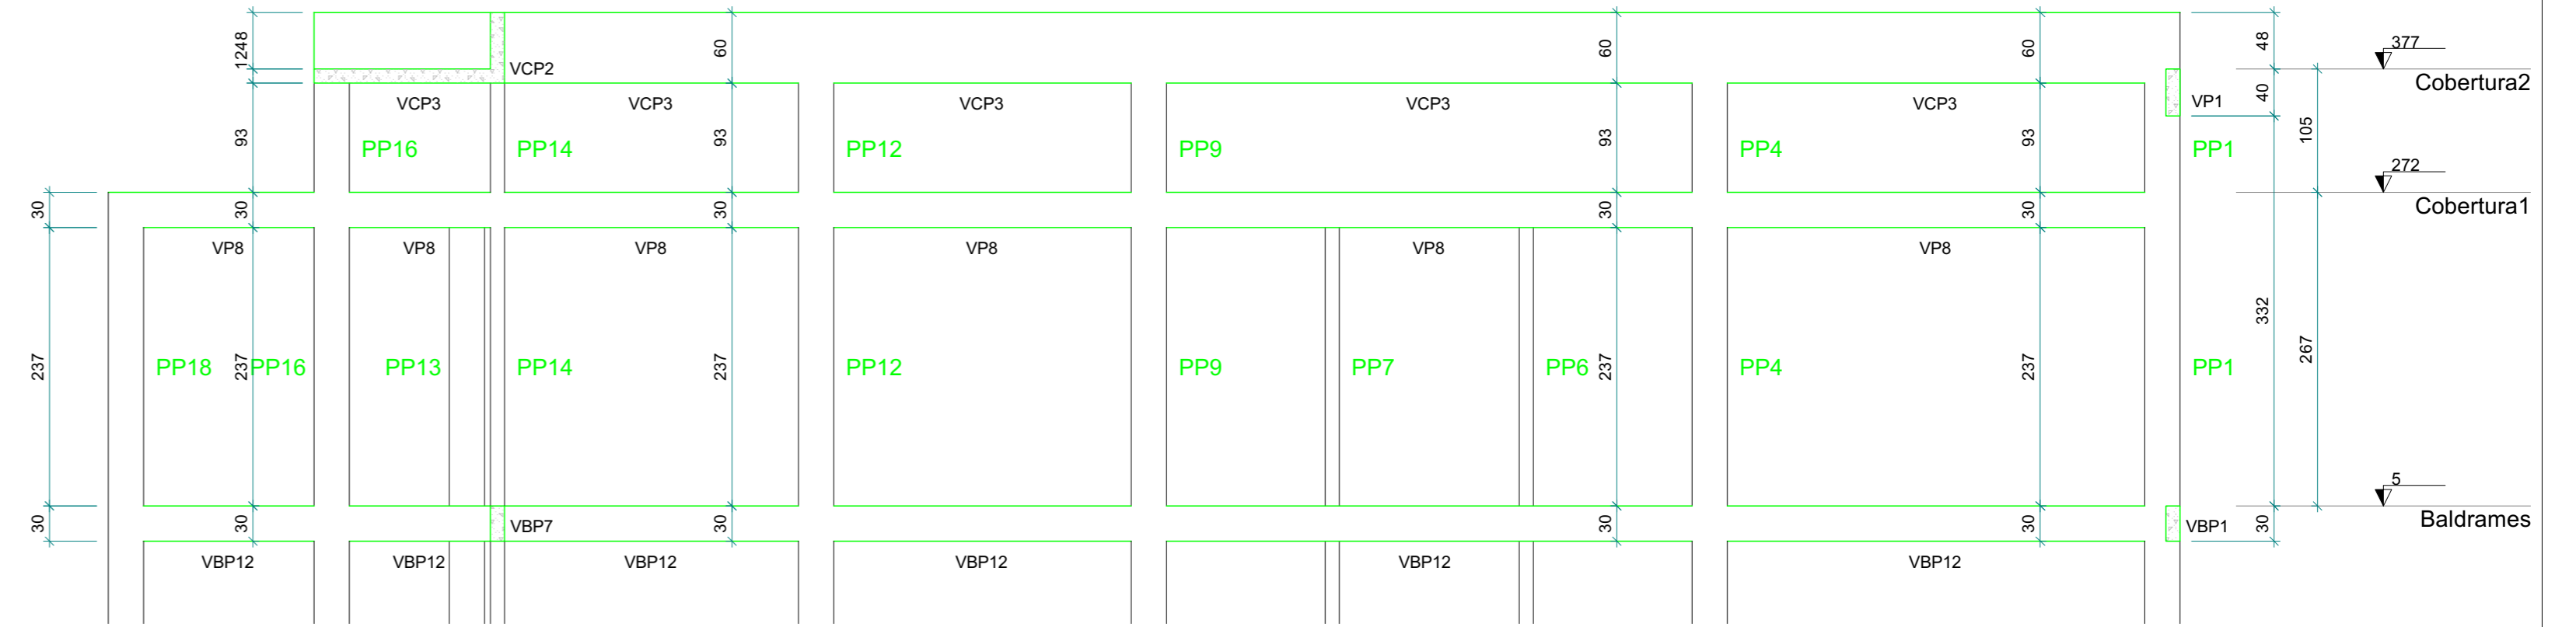 1248 60 60 60 48 377
VCP2 Cobertura2
VCP3 VCP3 VCP3 VCP3 VCP3 40 VP1
93 PP16 PP14 93 PP12 PP9 93 PP4 93 PP1 105
272
30 30 30 30 30 Cobertura1
VP8 VP8 VP8 VP8 VP8 VP8
332
237 PP18 237 PP16 PP13 PP14 237 PP12 PP9 PP7 PP6 237 PP4 237 PP1 267
5
30 30 VBP7 30 30 30 VBP1 30 Baldrames
VBP12 VBP12 VBP12 VBP12 VBP12 VBP12